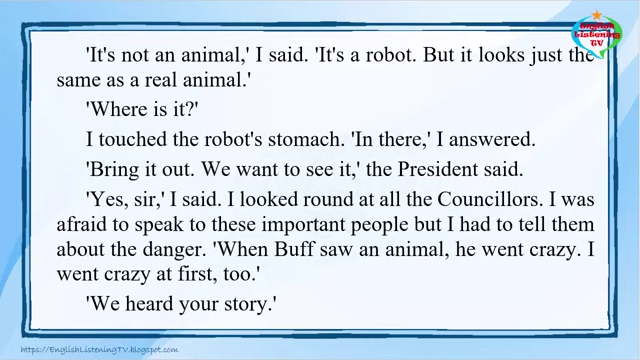 English
Listening
TV
'It's not an animal,' I said. 'It's a robot. But it looks just the
same as a real animal.'
'Where is it?'
I touched the robot's stomach. 'In there,' I answered.
'Bring it out. We want to see it,' the President said.
'Yes, sir,' I said. I looked round at all the Councillors. I was
afraid to speak to these important people but I had to tell them
about the danger. 'When Buff saw an animal, he went crazy. I
went crazy at first, too.'
'We heard your story.'
https://EnglishListeningTV.blogspot.com